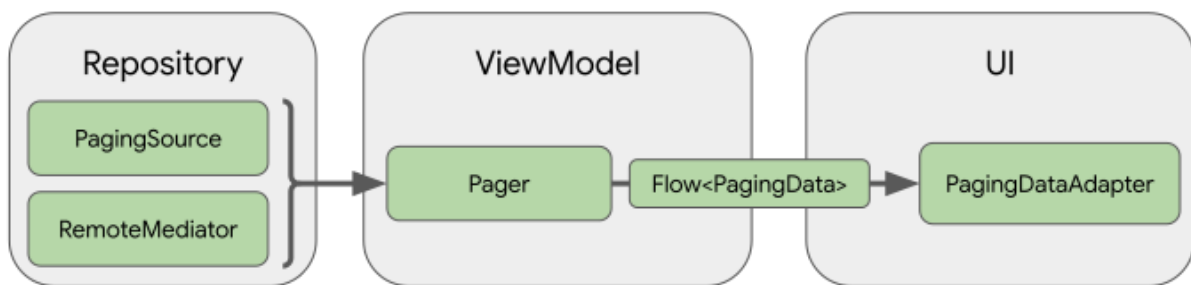 Repository
PagingSource
RemoteMediator
ViewModel
Pager
Flow<PagingData>
UI
PagingDataAdapter